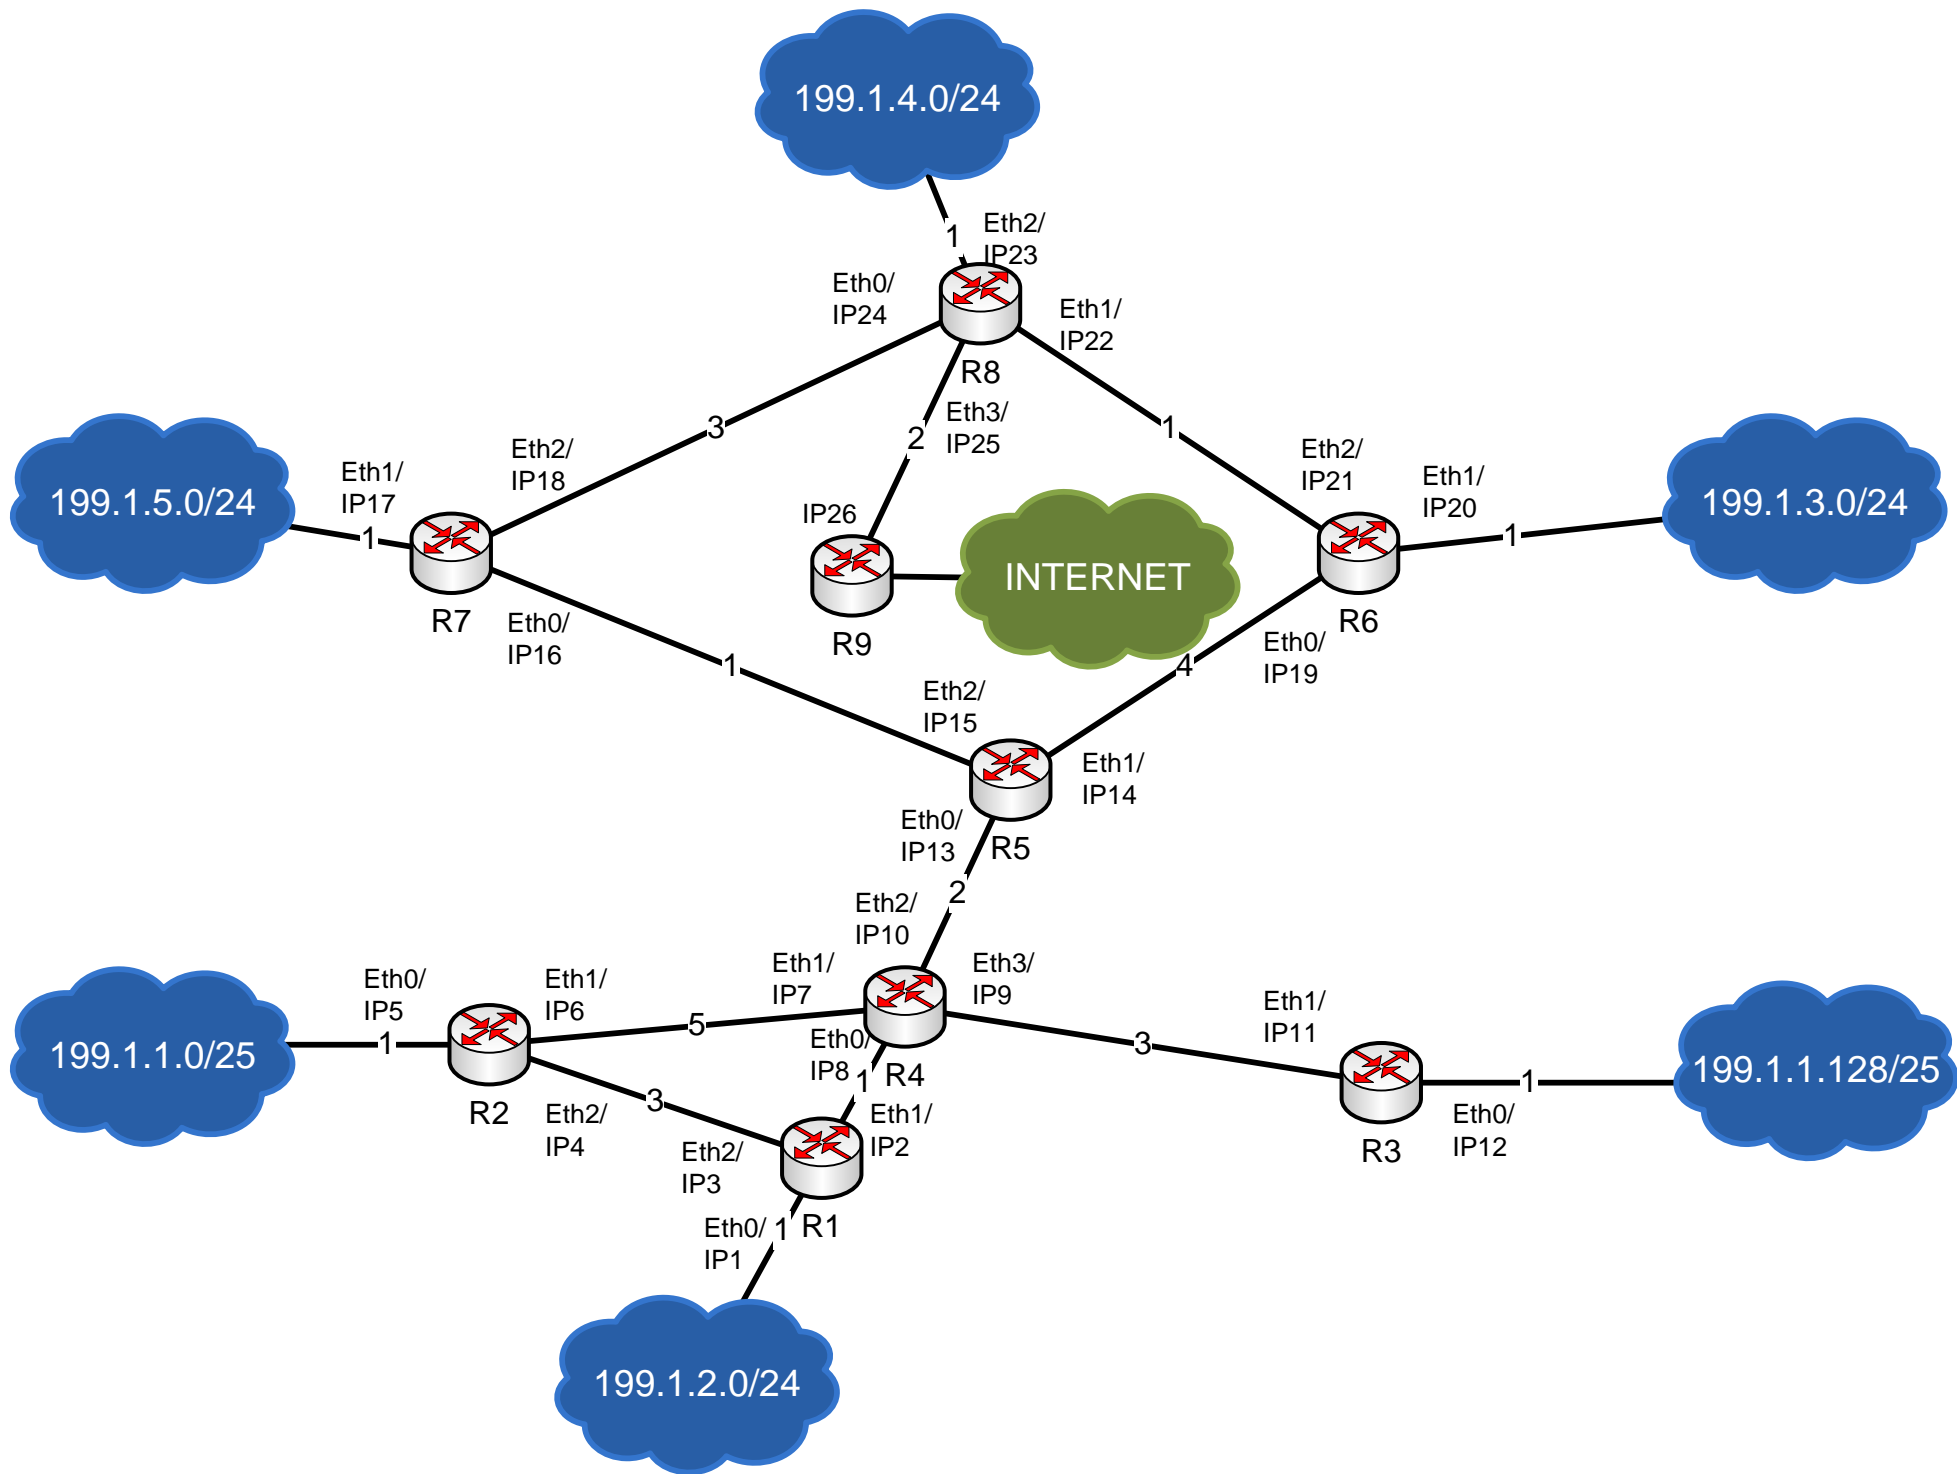 199.1.4.0/24
1
Eth2/
IP23
Eth0/
IP24
Eth1/
IP22
R8
3
2
Eth3/
IP25
1
199.1.5.0/24
Eth1/
IP17
1
Eth2/
IP18
R7
Eth0/
IP16
IP26
R9
INTERNET
Eth2/
IP21
Eth1/
IP20
1
199.1.3.0/24
R6
Eth0/
IP19
1
4
Eth2/
IP15
Eth1/
IP14
Eth0/
IP13
R5
2
Eth2/
IP10
Eth1/
IP7
Eth3/
IP9
Eth0/
IP8
R4
199.1.1.0/25
1
Eth0/
IP5
Eth1/
IP6
5
R2
Eth2/
IP4
3
Eth2/
IP3
1
Eth1/
IP2
3
Eth1/
IP11
R3
1
Eth0/
IP12
199.1.1.128/25
Eth0/
IP1
1
R1
199.1.2.0/24